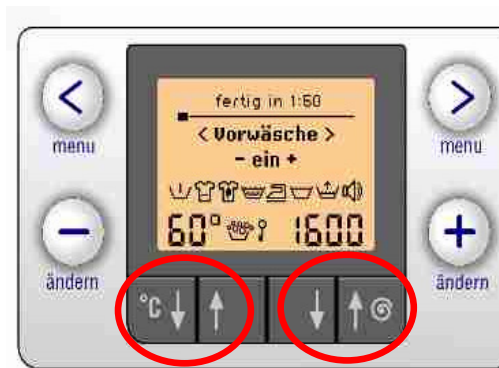 fertig in 1:50
< Vorwäsche >
- ein +
60° 1600
< >
menu menu
- +
ändern ändern
°C ↓ ↑ ↓ ↑